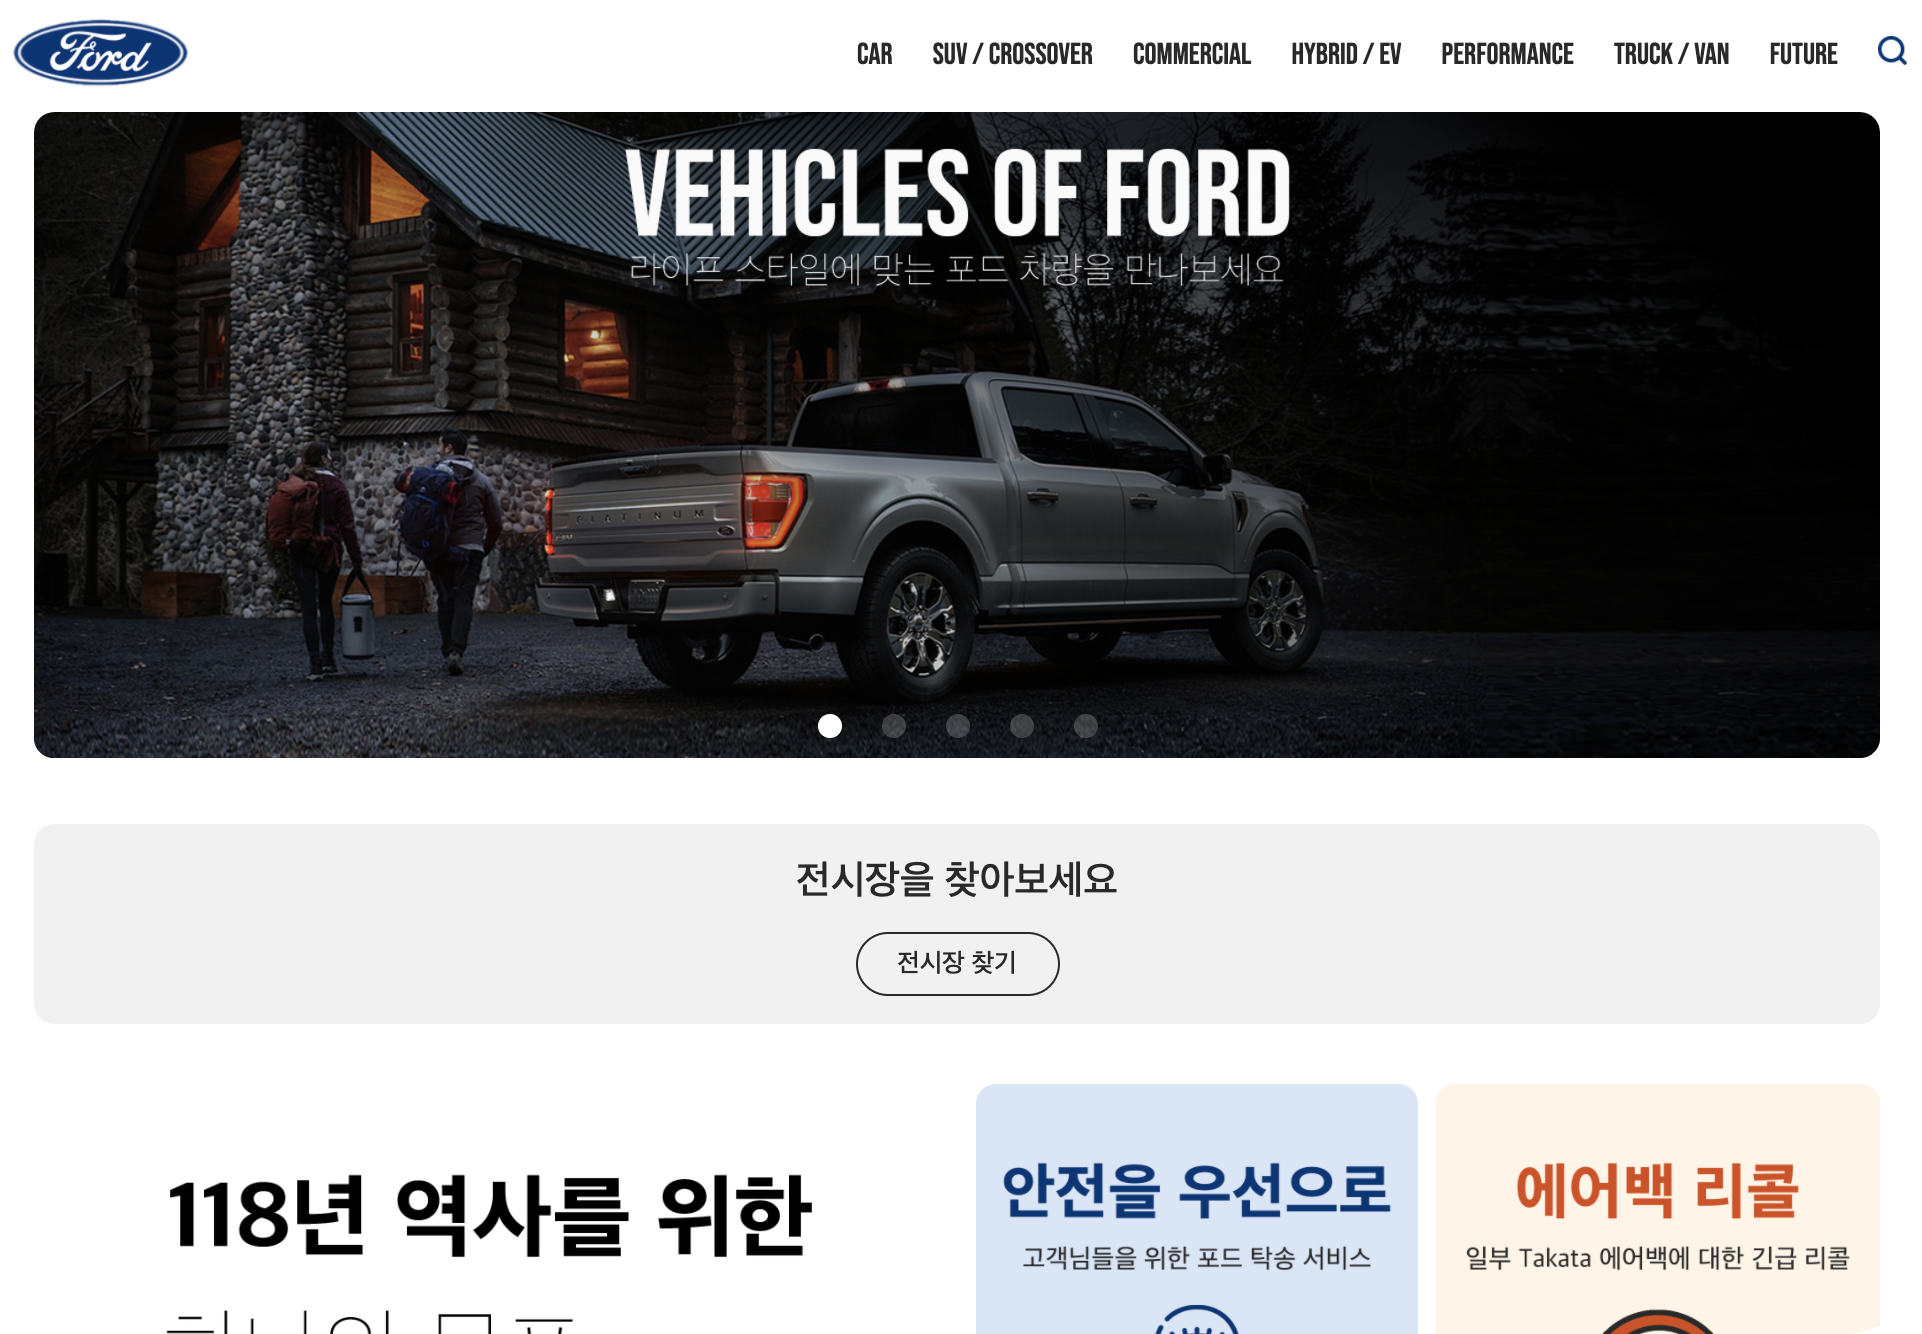 Ford
CAR SUV / CROSSOVER COMMERCIAL HYBRID / EV PERFORMANCE TRUCK / VAN FUTURE
VEHICLES OF FORD
라이프 스타일에 맞는 포드 차량을 만나보세요
PLATINUM
전시장을 찾아보세요
전시장 찾기
118년 역사를 위한
안전을 우선으로
고객님들을 위한 포드 탁송 서비스
에어백 리콜
일부 Takata 에어백에 대한 긴급 리콜